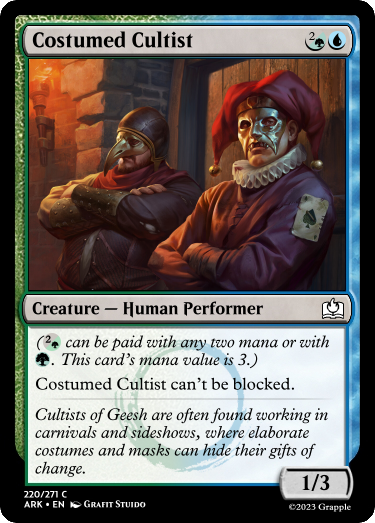 Costumed Cultist 2
Creature — Human Performer
(2 can be paid with any two mana or with
. This card's mana value is 3.)
Costumed Cultist can't be blocked.
Cultists of Geesh are often found working in
carnivals and sideshows, where elaborate
costumes and masks can hide their gifts of
change.
1/3
220/271 C
ARK • EN Grafit Stuido
©2023 Grapple